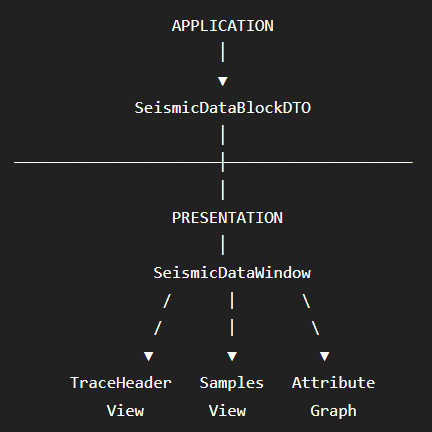 APPLICATION
SeismicDataBlockDTO
PRESENTATION
SeismicDataWindow
TraceHeader Samples Attribute
View View Graph